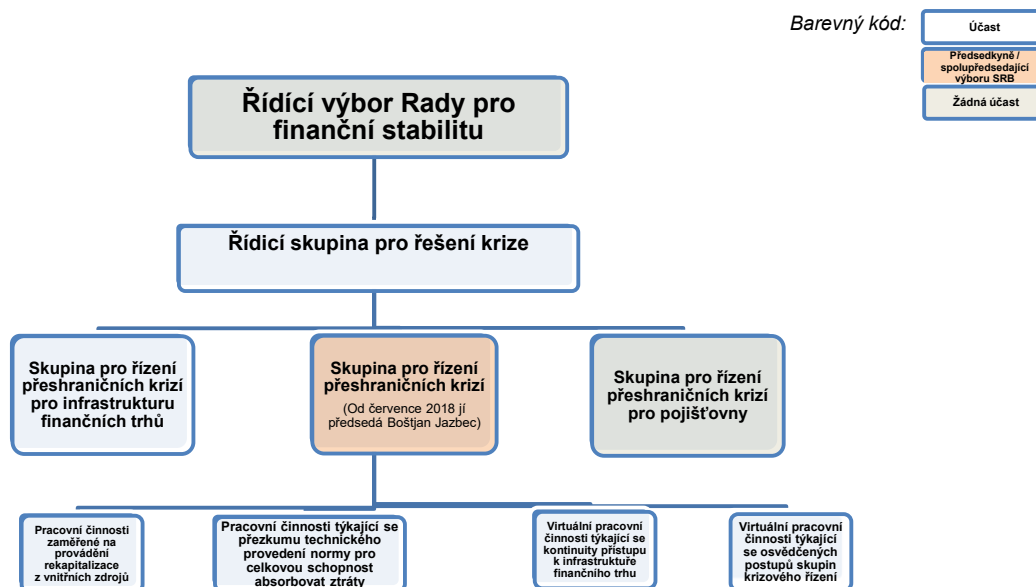 Barevný kód:
Účast
Předsedkyně /
spolupředsedající
výboru SRB
Žádná účast
Řídící výbor Rady pro
finanční stabilitu
Řídicí skupina pro řešení krize
Skupina pro řízení
přeshraničních krizí
pro infrastrukturu
finančních trhů
Skupina pro řízení
přeshraničních krizí
(Od července 2018 jí
předsedá Boštjan Jazbec)
Skupina pro řízení
přeshraničních krizí
pro pojišťovny
Pracovní činnosti
zaměřené na
provádění
rekapitalizace
z vnitřních zdrojů
Pracovní činnosti týkající se
přezkumu technického
provedení normy pro
celkovou schopnost
absorbovat ztráty
Virtuální pracovní
činnosti týkající se
kontinuity přístupu
k infrastruktuře
finančního trhu
Virtuální pracovní
činnosti týkající
se osvědčených
postupů skupin
krizového řízení